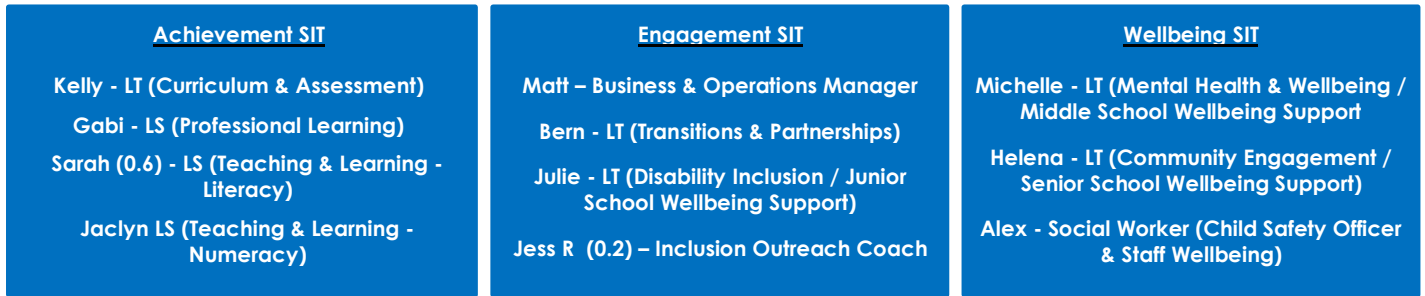 Achievement SIT
Kelly - LT (Curriculum & Assessment)
Gabi - LS (Professional Learning)
Sarah (0.6) - LS (Teaching & Learning -
Literacy)
Jaclyn LS (Teaching & Learning -
Numeracy)
Engagement SIT
Matt – Business & Operations Manager
Bern - LT (Transitions & Partnerships)
Julie - LT (Disability Inclusion / Junior
School Wellbeing Support)
Jess R  (0.2) – Inclusion Outreach Coach
Wellbeing SIT
Michelle - LT (Mental Health & Wellbeing /
Middle School Wellbeing Support
Helena - LT (Community Engagement /
Senior School Wellbeing Support)
Alex - Social Worker (Child Safety Officer
& Staff Wellbeing)